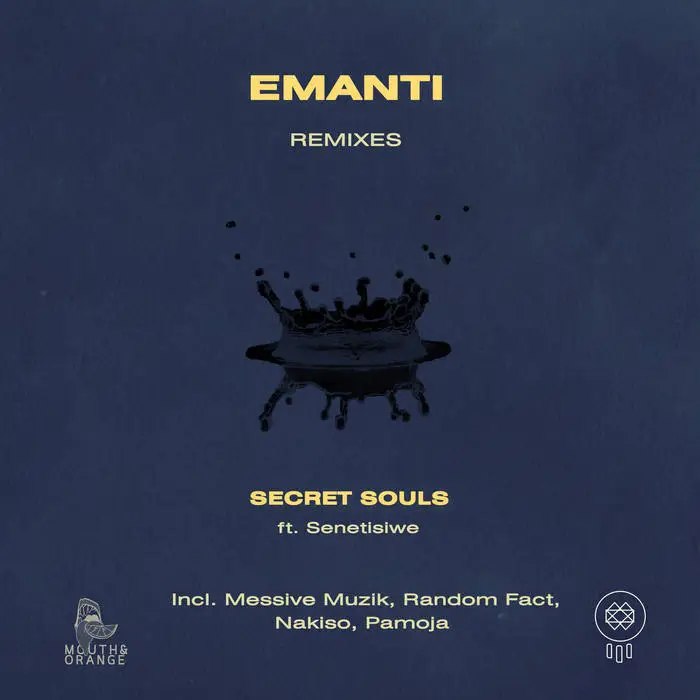 EMANTI
REMIXES
SECRET SOULS
ft. Senetisiwe
Incl. Messive Muzik, Random Fact,
Nakiso, Pamoja
MOUTH&
ORANGE